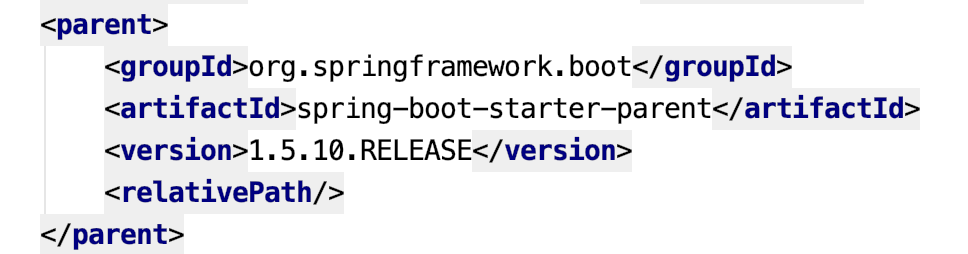 <parent>
<groupId>org.springframework.boot</groupId>
<artifactId>spring-boot-starter-parent</artifactId>
<version>1.5.10.RELEASE</version>
<relativePath/>
</parent>